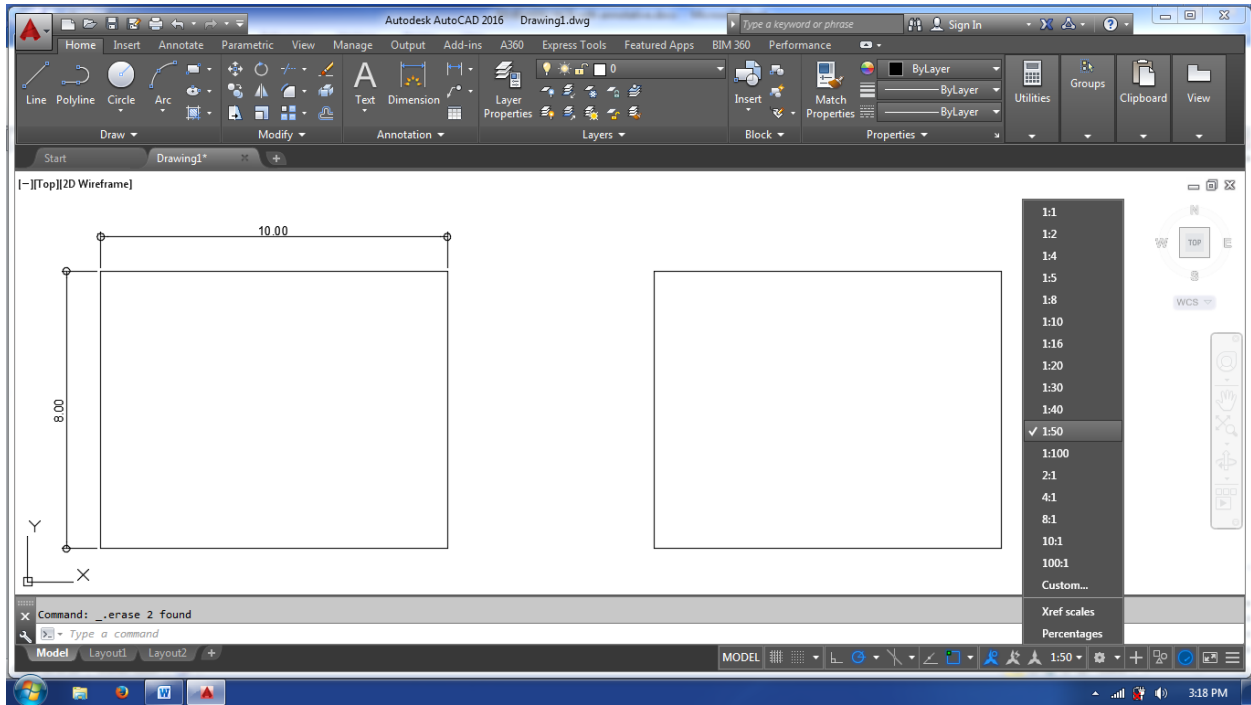 Autodesk AutoCAD 2016 Drawing1.dwg
Type a keyword or phrase
Sign In
Home Insert Annotate Parametric View Manage Output Add-ins A360 Express Tools Featured Apps BIM 360 Performance
0
ByLayer
ByLayer
ByLayer
Line Polyline Circle Arc
Text Dimension
Layer Properties
Insert
Match Properties
Utilities
Groups
Clipboard
View
Draw Modify Annotation Layers Block Properties
Start Drawing1*
[−][Top][2D Wireframe]
10.00
8.00
Y
X
N
W TOP E
S
WCS
1:1
1:2
1:4
1:5
1:8
1:10
1:16
1:20
1:30
1:40
✓ 1:50
1:100
2:1
4:1
8:1
10:1
100:1
Custom...
Xref scales
Percentages
Command: _.erase 2 found
Type a command
Model Layout1 Layout2 +
MODEL 1:50
3:18 PM